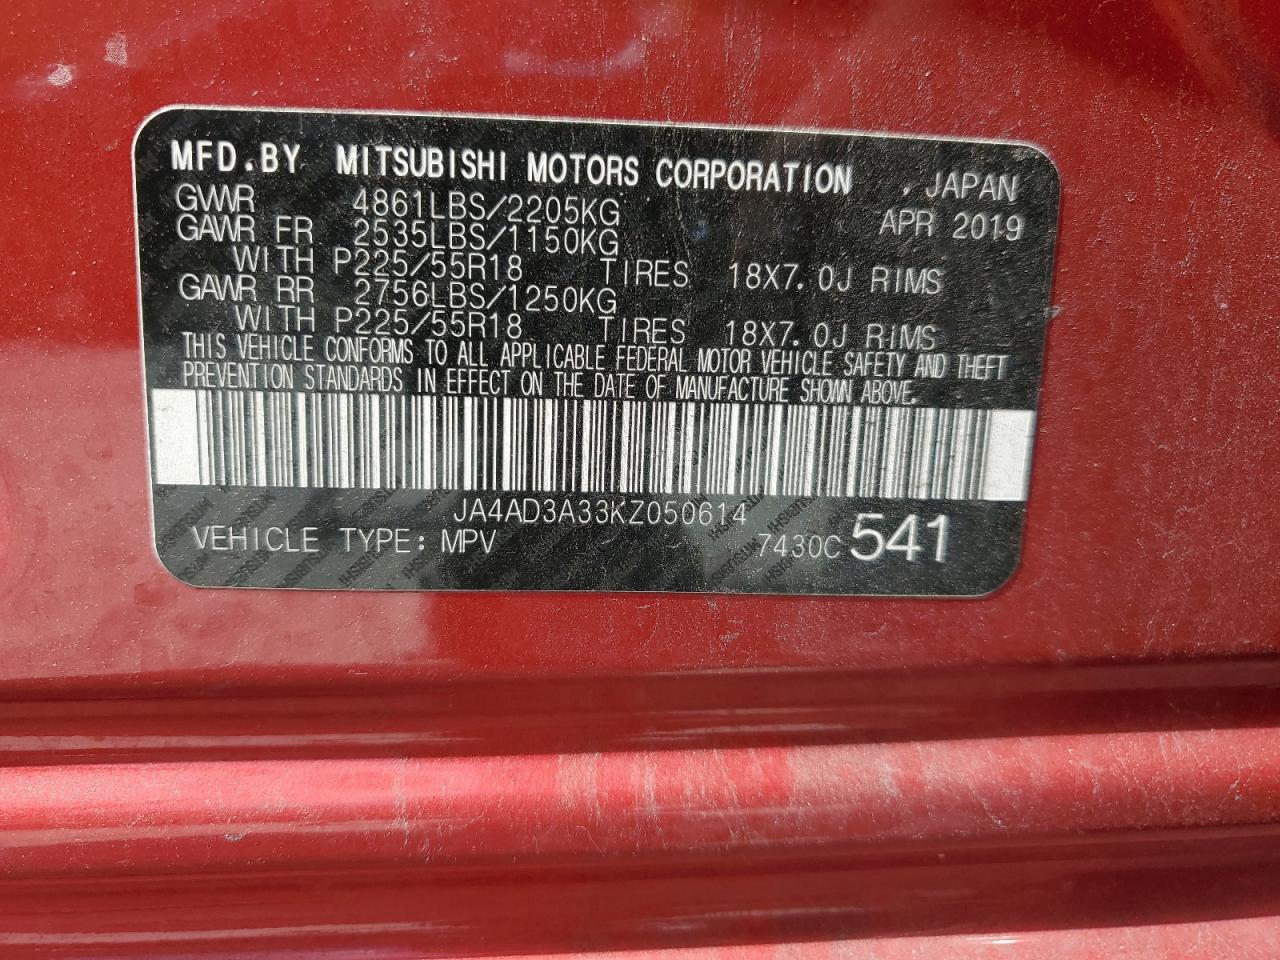 MFD.BY MITSUBISHI MOTORS CORPORATION , JAPAN
GVWR 4861LBS/2205KG APR 2019
GAWR FR 2535LBS/1150KG
WITH P225/55R18 TIRES 18X7.0J RIMS
GAWR RR 2756LBS/1250KG
WITH P225/55R18 TIRES 18X7.0J RIMS
THIS VEHICLE CONFORMS TO ALL APPLICABLE FEDERAL MOTOR VEHICLE SAFETY AND THEFT
PREVENTION STANDARDS IN EFFECT ON THE DATE OF MANUFACTURE SHOWN ABOVE.
JA4AD3A33KZ050614
VEHICLE TYPE: MPV 7430C 541